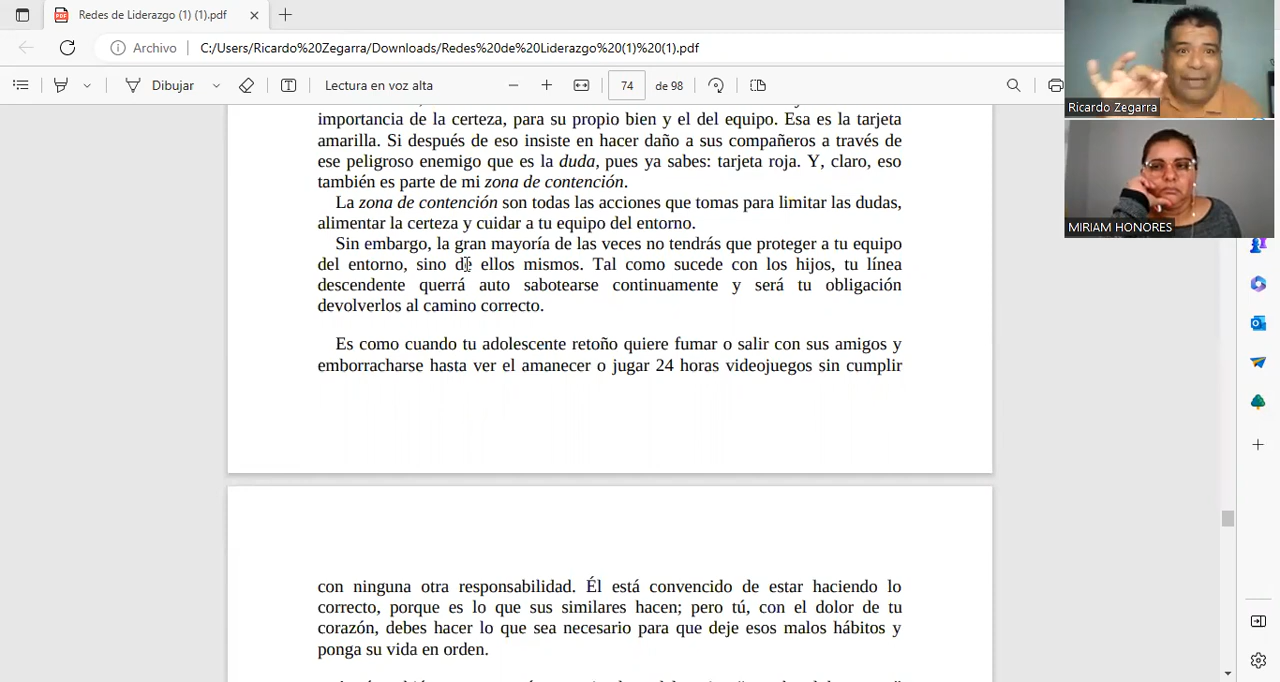 Redes de Liderazgo (1) (1).pdf
Archivo
C:/Users/Ricardo%20Zegarra/Downloads/Redes%20de%20Liderazgo%20(1)%20(1).pdf
Dibujar
Lectura en voz alta
74 de 98
importancia de la certeza, para su propio bien y el del equipo. Esa es la tarjeta
amarilla. Si después de eso insiste en hacer daño a sus compañeros a través de
ese peligroso enemigo que es la duda, pues ya sabes: tarjeta roja. Y, claro, eso
también es parte de mi zona de contención.
La zona de contención son todas las acciones que tomas para limitar las dudas,
alimentar la certeza y cuidar a tu equipo del entorno.
Sin embargo, la gran mayoría de las veces no tendrás que proteger a tu equipo
del entorno, sino de ellos mismos. Tal como sucede con los hijos, tu línea
descendente querrá auto sabotearse continuamente y será tu obligación
devolverlos al camino correcto.
Es como cuando tu adolescente retoño quiere fumar o salir con sus amigos y
emborracharse hasta ver el amanecer o jugar 24 horas videojuegos sin cumplir
con ninguna otra responsabilidad. Él está convencido de estar haciendo lo
correcto, porque es lo que sus similares hacen; pero tú, con el dolor de tu
corazón, debes hacer lo que sea necesario para que deje esos malos hábitos y
ponga su vida en orden.
Ricardo Zegarra
MIRIAM HONORES